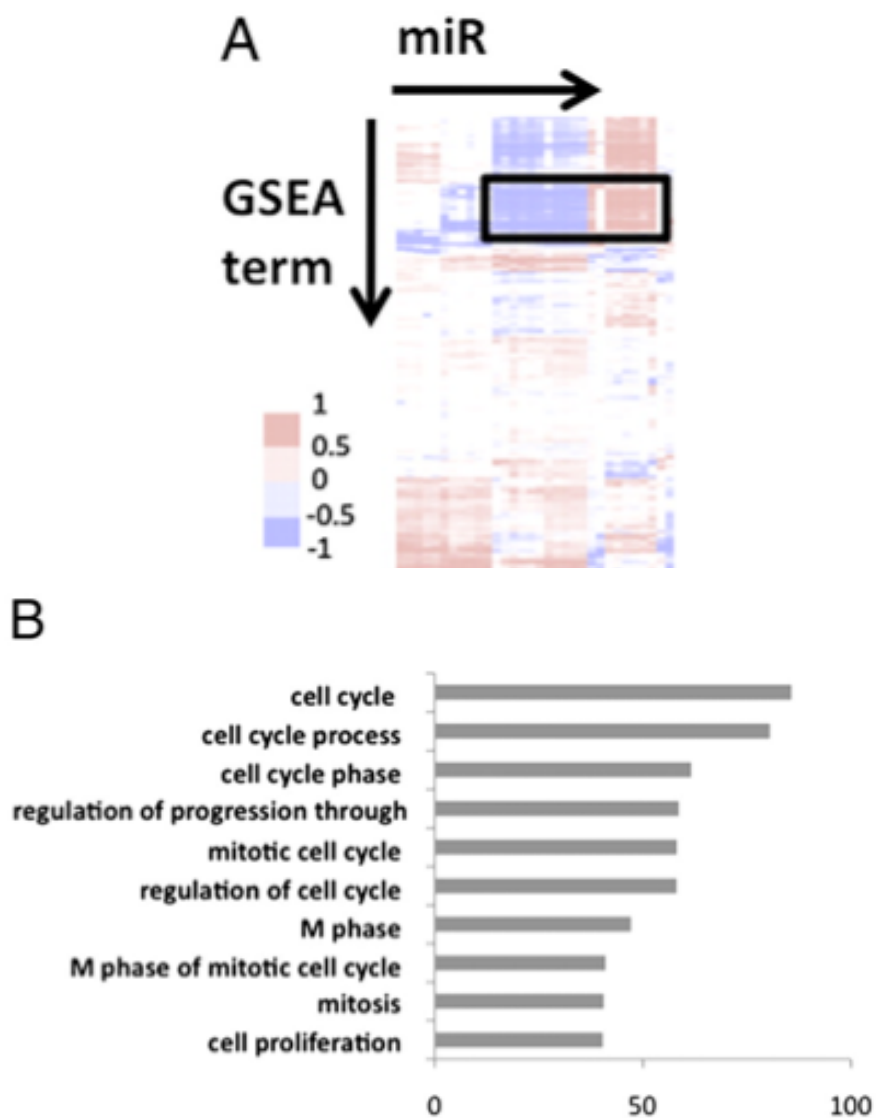 A
miR
GSEA
term
1
0.5
0
-0.5
-1
B
cell cycle
cell cycle process
cell cycle phase
regulation of progression through
mitotic cell cycle
regulation of cell cycle
M phase
M phase of mitotic cell cycle
mitosis
cell proliferation
0 50 100